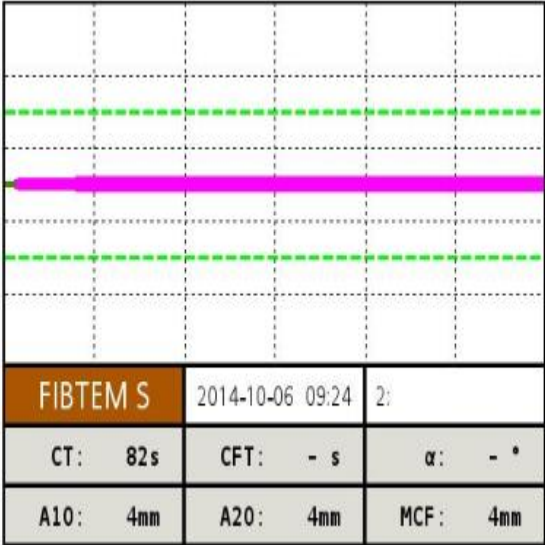 FIBTEM S 2014-10-06 09:24 2:
CT: 82s CFT: - s α: - °
A10: 4mm A20: 4mm MCF: 4mm